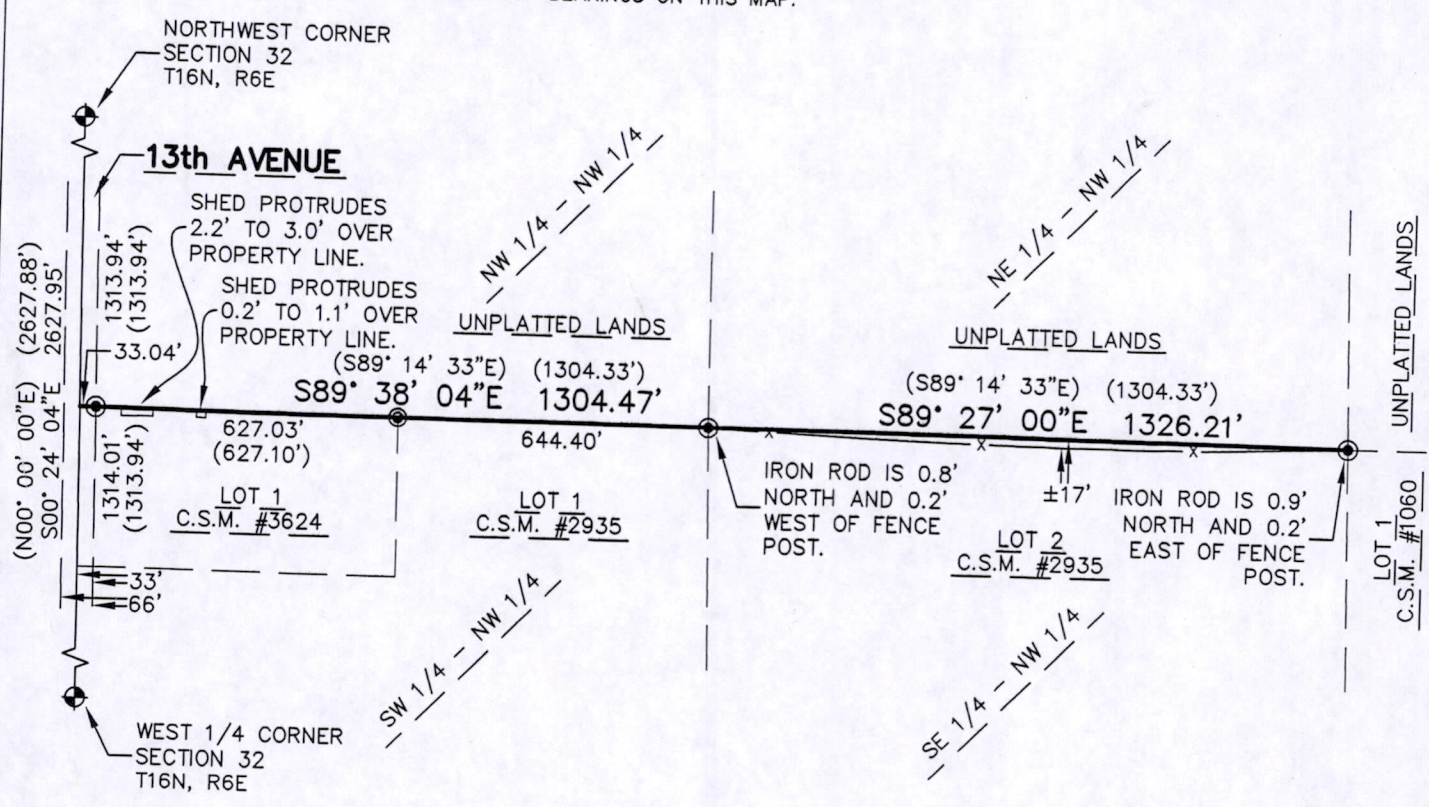 BEARINGS ON THIS MAP.
NORTHWEST CORNER
SECTION 32
T16N, R6E
13th AVENUE
SHED PROTRUDES
2.2' TO 3.0' OVER
PROPERTY LINE.
SHED PROTRUDES
0.2' TO 1.1' OVER
PROPERTY LINE.
NW 1/4 - NW 1/4
NE 1/4 - NW 1/4
(N00° 00' 00"E) (2627.88')
S00° 24' 04"E 2627.95'
1313.94'
(1313.94')
33.04'
UNPLATTED LANDS
(S89° 14' 33"E) (1304.33')
S89° 38' 04"E 1304.47'
UNPLATTED LANDS
(S89° 14' 33"E) (1304.33')
S89° 27' 00"E 1326.21'
UNPLATTED LANDS
1314.01'
(1313.94')
627.03'
(627.10')
644.40'
LOT 1
C.S.M. #3624
LOT 1
C.S.M. #2935
IRON ROD IS 0.8'
NORTH AND 0.2'
WEST OF FENCE
POST.
x
x
x
±17'
LOT 2
C.S.M. #2935
IRON ROD IS 0.9'
NORTH AND 0.2'
EAST OF FENCE
POST.
LOT 1
C.S.M. #1060
33'
66'
SW 1/4 - NW 1/4
SE 1/4 - NW 1/4
WEST 1/4 CORNER
SECTION 32
T16N, R6E